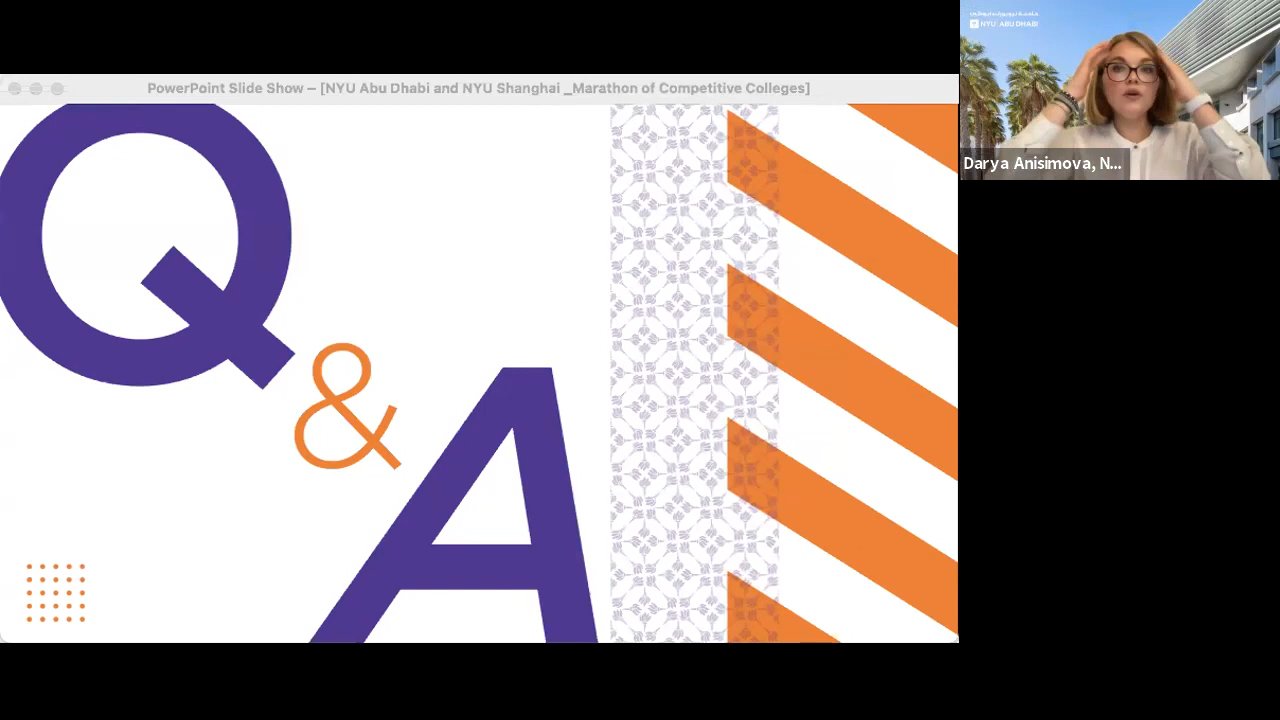 PowerPoint Slide Show – [NYU Abu Dhabi and NYU Shanghai _Marathon of Competitive Colleges]
Q
&
A
NYU ABU DHABI
Darya Anisimova, N...